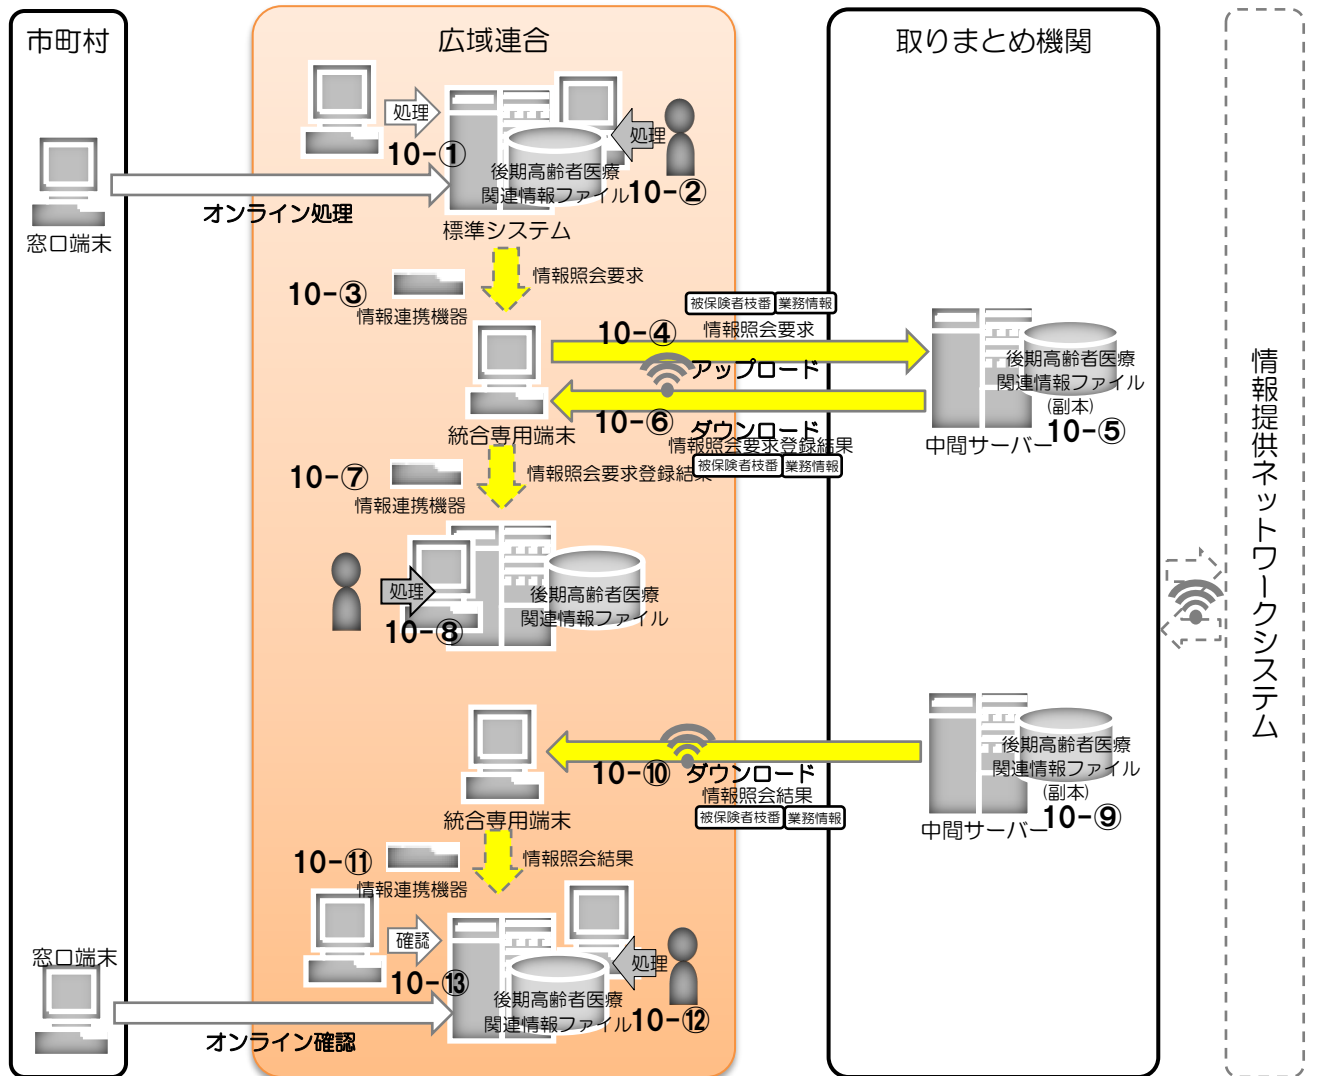 市町村
広域連合
取りまとめ機関
処理
10-①
処理
後期高齢者医療
関連情報ファイル
10-②
オンライン処理
窓口端末
標準システム
10-③
情報連携機器
情報照会要求
被保険者枝番
業務情報
10-④
情報照会要求
アップロード
後期高齢者医療
関連情報ファイル
(副本)
10-⑤
中間サーバー
10-⑥
ダウンロード
情報照会要求登録結果
被保険者枝番
業務情報
統合専用端末
10-⑦
情報連携機器
情報照会要求登録結果
処理
10-⑧
後期高齢者医療
関連情報ファイル
情報提供ネットワークシステム
後期高齢者医療
関連情報ファイル
(副本)
10-⑨
中間サーバー
10-⑩
ダウンロード
情報照会結果
被保険者枝番
業務情報
統合専用端末
10-⑪
情報連携機器
情報照会結果
確認
10-⑬
処理
後期高齢者医療
関連情報ファイル
10-⑫
窓口端末
オンライン確認